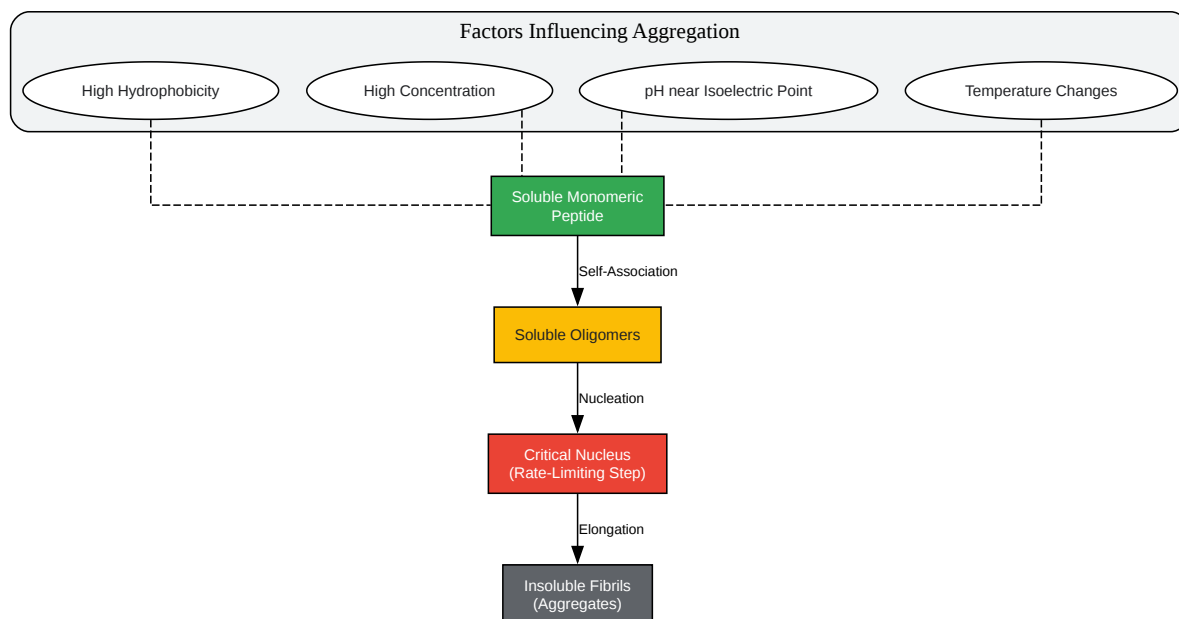 Factors Influencing Aggregation
High Hydrophobicity
High Concentration
pH near Isoelectric Point
Temperature Changes
Soluble Monomeric
Peptide
Self-Association
Soluble Oligomers
Nucleation
Critical Nucleus
(Rate-Limiting Step)
Elongation
Insoluble Fibrils
(Aggregates)